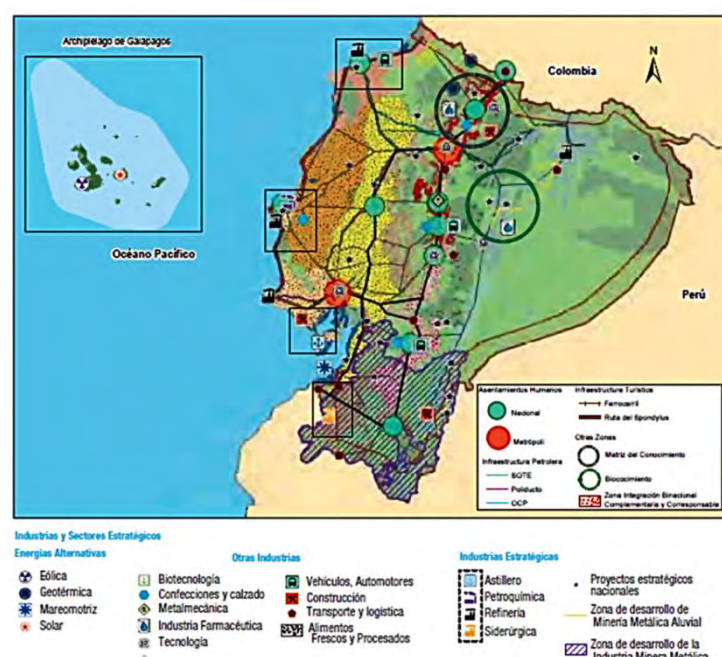 Archipiélago de Galápagos
N
Colombia
Océano Pacífico
Perú
Asentamientos Humanos
Nacional
Metrópoli
Infraestructura Petrolera
SOTE
Poliducto
OCP
Infraestructura Turística
Ferrocarril
Ruta del Spondylus
Otras Zonas
Matriz del Conocimiento
Bioconocimiento
Zona Integración Binacional
Complementaria y Corresponsable
Industrias y Sectores Estratégicos
Energías Alternativas
Eólica
Geotérmica
Mareomotriz
Solar
Otras Industrias
Biotecnología
Confecciones y calzado
Metalmecánica
Industria Farmacéutica
Tecnología
Vehículos, Automotores
Construcción
Transporte y logística
Alimentos
Frescos y Procesados
Industrias Estratégicas
Astillero
Petroquímica
Refinería
Siderúrgica
Proyectos estratégicos
nacionales
Zona de desarrollo de
Minería Metálica Aluvial
Zona de desarrollo de la
Industria Minera Metálica